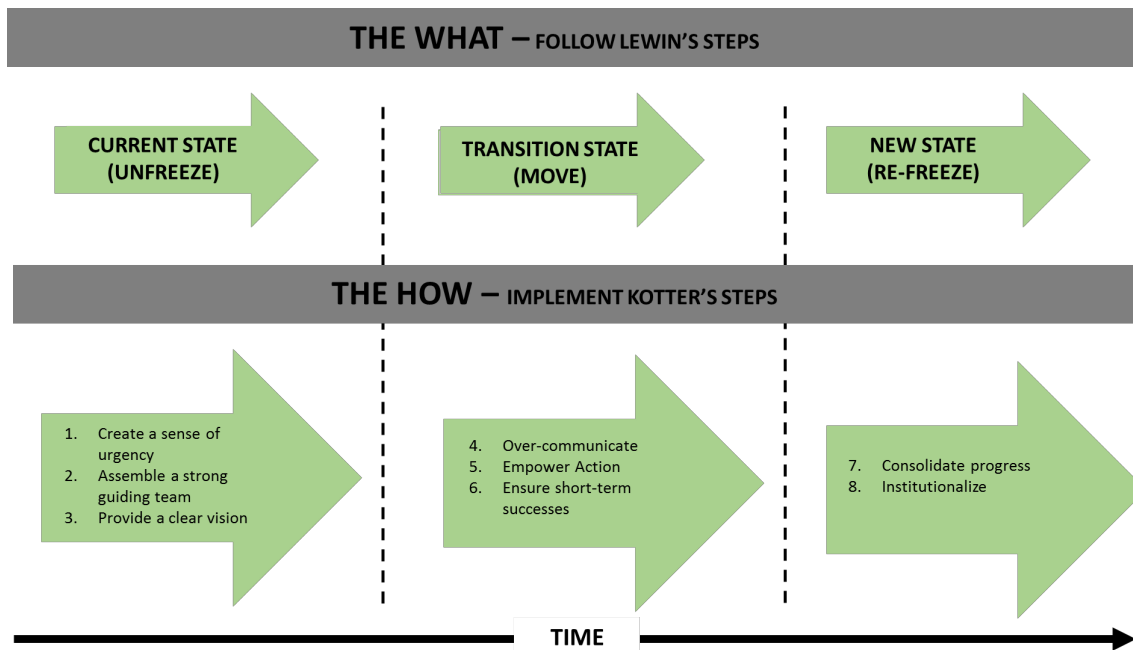 THE WHAT – FOLLOW LEWIN'S STEPS
CURRENT STATE
(UNFREEZE)
TRANSITION STATE
(MOVE)
NEW STATE
(RE-FREEZE)
THE HOW – IMPLEMENT KOTTER'S STEPS
1. Create a sense of
urgency
2. Assemble a strong
guiding team
3. Provide a clear vision
4. Over-communicate
5. Empower Action
6. Ensure short-term
successes
7. Consolidate progress
8. Institutionalize
TIME